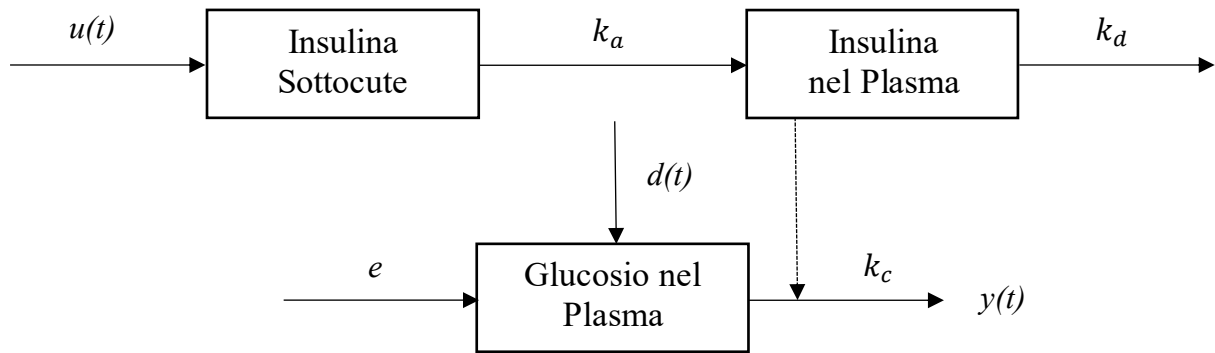 u(t)
Insulina
Sottocute
k_a
Insulina
nel Plasma
k_d
d(t)
e
Glucosio nel
Plasma
k_c
y(t)